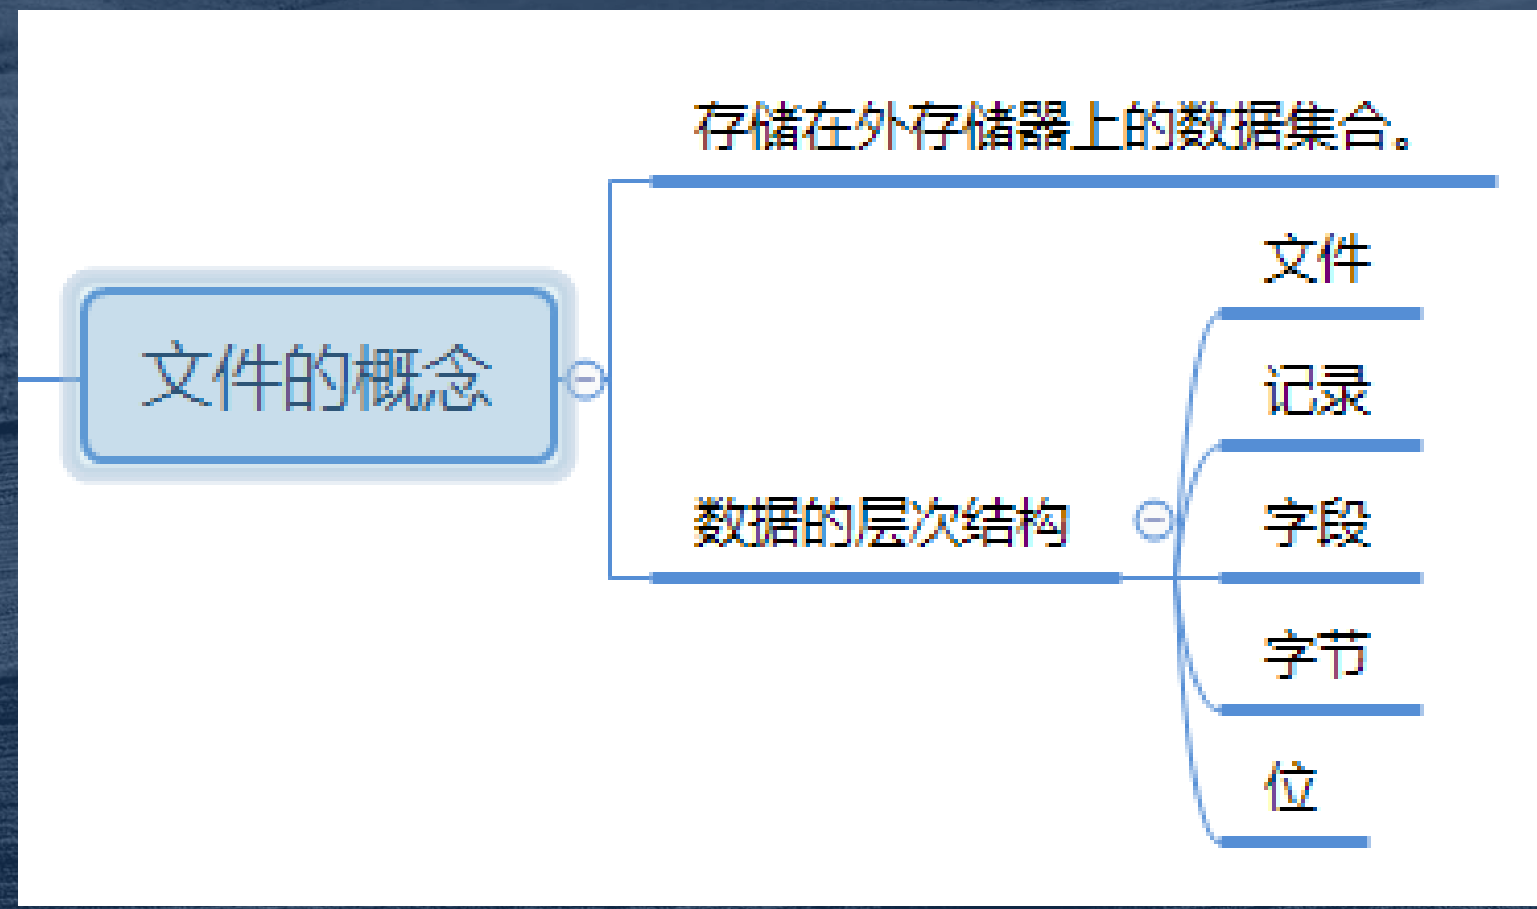 存储在外存储器上的数据集合。
文件的概念
数据的层次结构
文件
记录
字段
字节
位